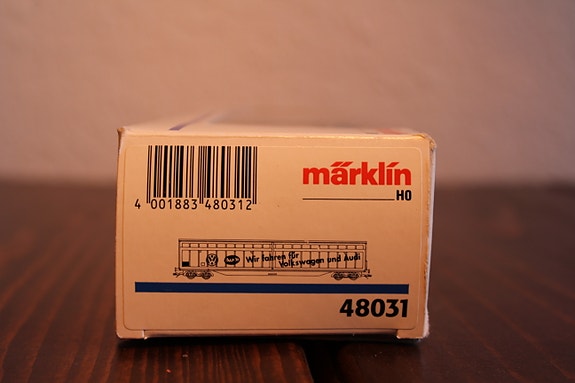 märklin
H0
4 001883 480312
Wir fahren für
Volkswagen und Audi
48031